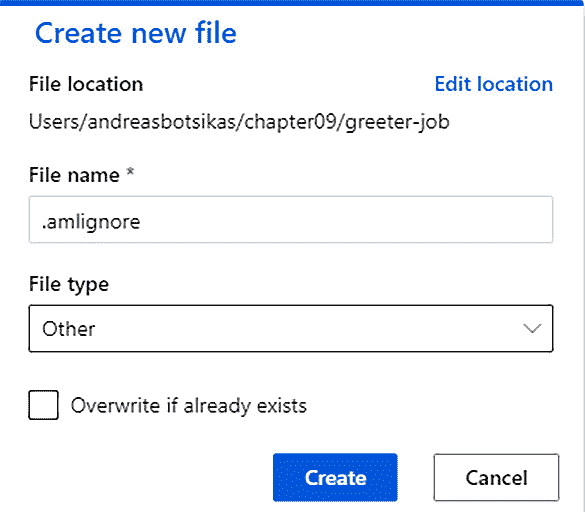 Create new file
File location Edit location
Users/andreasbotsikas/chapter09/greeter-job
File name *
.amlignore
File type
Other
Overwrite if already exists
Create Cancel